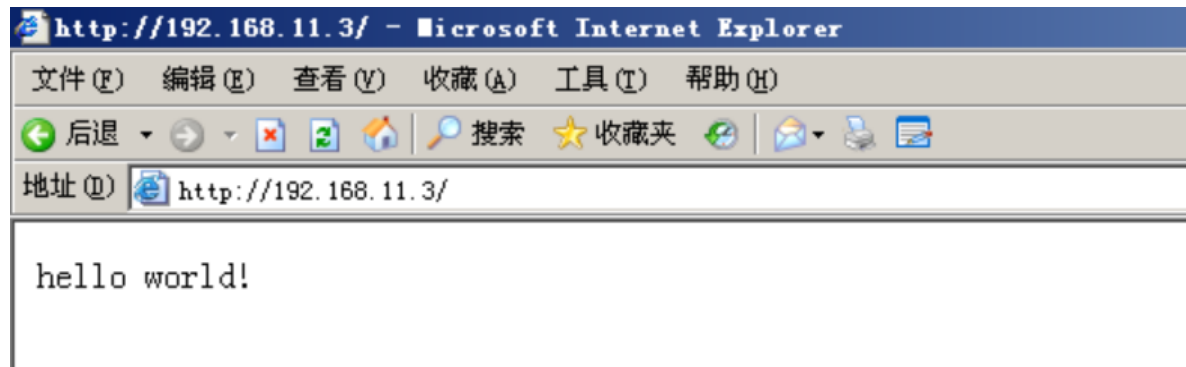 http://192.168.11.3/ - Microsoft Internet Explorer
文件(F) 编辑(E) 查看(V) 收藏(A) 工具(T) 帮助(H)
后退 搜索 收藏夹
地址(D) http://192.168.11.3/
hello world!